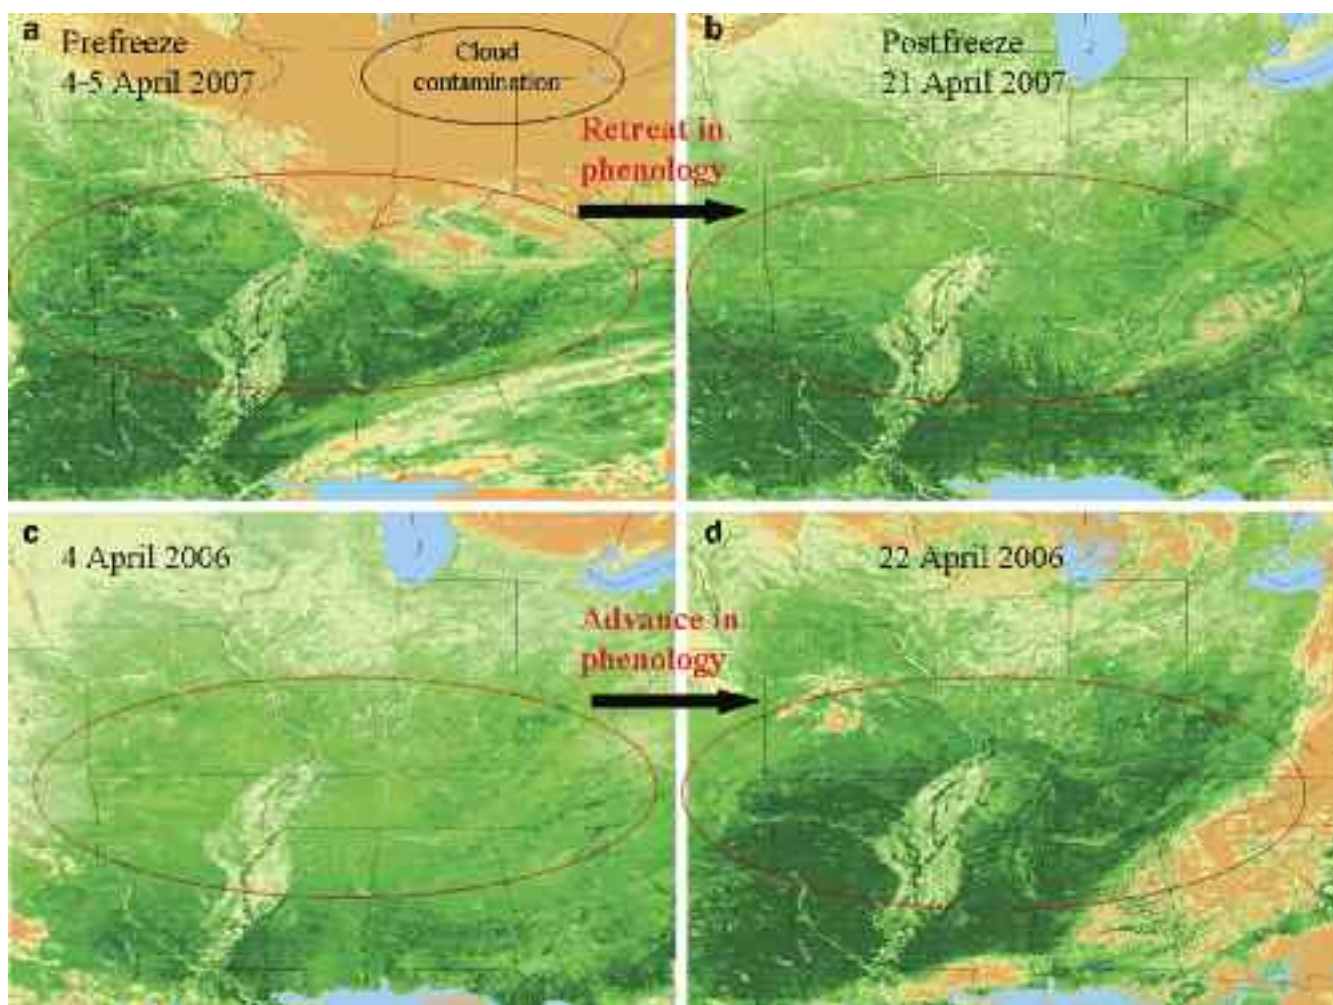 a
Prefreeze
4-5 April 2007
Cloud
contamination
b
Postfreeze
21 April 2007
Retreat in
phenology
c
4 April 2006
d
22 April 2006
Advance in
phenology